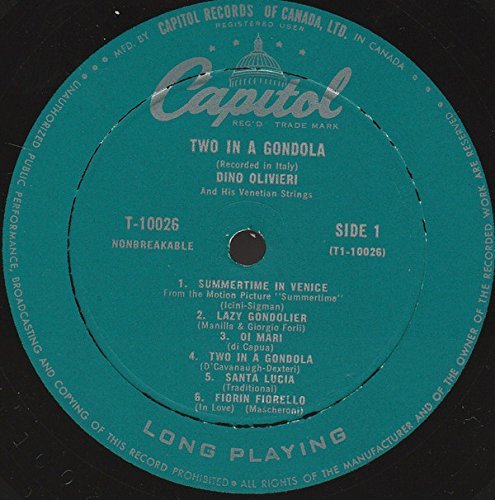 MFD. BY CAPITOL RECORDS OF CANADA, LTD. IN CANADA
REGISTERED USER
Capitol
REG'D TRADE MARK
TWO IN A GONDOLA
(Recorded in Italy)
DINO OLIVIERI
And His Venetian Strings
T-10026
NONBREAKABLE
SIDE 1
(T1-10026)
1. SUMMERTIME IN VENICE
From the Motion Picture "Summertime"
(Icini-Sigman)
2. LAZY GONDOLIER
(Manilla & Giorgio Forli)
3. OI MARI
(di Capua)
4. TWO IN A GONDOLA
(D'Cavanaugh-Dexteri)
5. SANTA LUCIA
(Traditional)
6. FIORIN FIORELLO
(In Love) (Mascheroni)
LONG PLAYING
UNAUTHORIZED PUBLIC PERFORMANCE, BROADCASTING AND COPYING OF THIS RECORD PROHIBITED • ALL RIGHTS OF THE MANUFACTURER AND OF THE OWNER OF THE RECORDED WORK ARE RESERVED